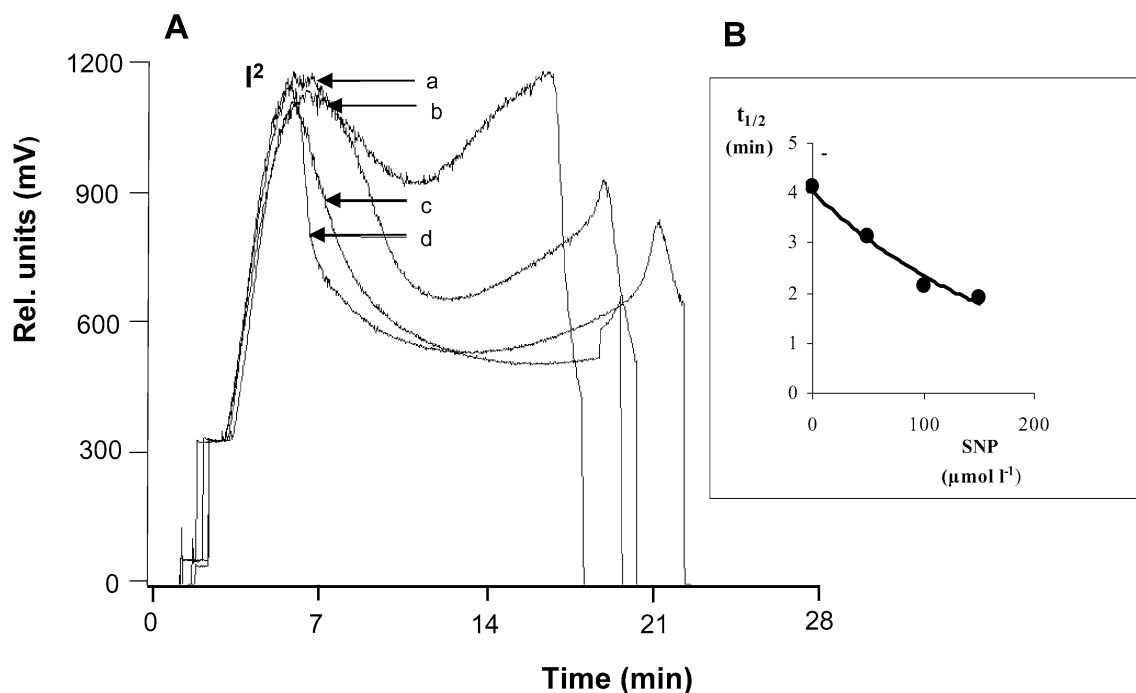 A
1200
900
600
300
0
Rel. units (mV)
I²
a
b
c
d
0 7 14 21 28
Time (min)
B
t1/2
(min)
5
4
3
2
1
0
0 100 200
SNP
(µmol l-1)